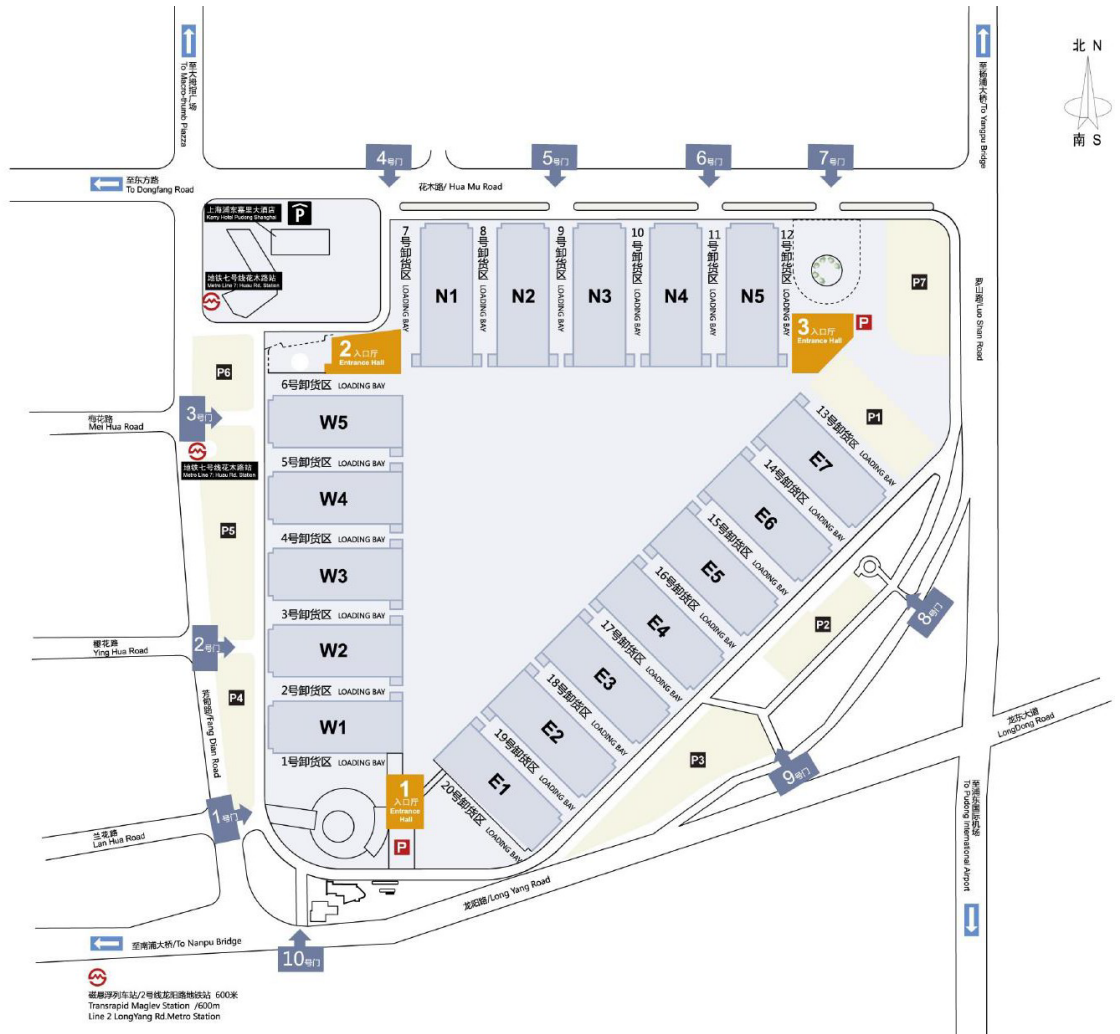 北 N
南 S
至大拇指广场
To Macro-thumb Piazza
至杨浦大桥/To Yangpu Bridge
4号门
5号门
6号门
7号门
至东方路
To Dongfang Road
花木路/ Hua Mu Road
上海浦东嘉里大酒店
Kerry Hotel Pudong Shanghai
P
地铁七号线花木路站
7号卸货区 LOADING BAY
N1
8号卸货区 LOADING BAY
N2
9号卸货区 LOADING BAY
N3
10号卸货区 LOADING BAY
N4
11号卸货区 LOADING BAY
N5
12号卸货区 LOADING BAY
P7
罗山路/Luo Shan Road
2 入口厅
Entrance Hall
3 入口厅
Entrance Hall
P
P6
6号卸货区 LOADING BAY
3号门
梅花路
Mei Hua Road
地铁七号线花木路站
W5
5号卸货区 LOADING BAY
W4
4号卸货区 LOADING BAY
W3
3号卸货区 LOADING BAY
W2
2号卸货区 LOADING BAY
W1
1号卸货区 LOADING BAY
P5
P1
13号卸货区 LOADING BAY
E7
14号卸货区 LOADING BAY
E6
15号卸货区 LOADING BAY
E5
16号卸货区 LOADING BAY
E4
17号卸货区 LOADING BAY
E3
18号卸货区 LOADING BAY
E2
19号卸货区 LOADING BAY
E1
20号卸货区 LOADING BAY
8号门
P2
樱花路
Ying Hua Road
2号门
P4
芳甸路/Fang Dian Road
P3
9号门
龙东大道
LongDong Road
1
入口厅
Entrance
Hall
P
1号门
兰花路
Lan Hua Road
至浦东国际机场
To Pudong International Airport
龙阳路/Long Yang Road
至南浦大桥/To Nanpu Bridge
10号门
磁悬浮列车站/2号线龙阳路地铁站 600米
Transrapid Maglev Station /600m
Line 2 LongYang Rd.Metro Station